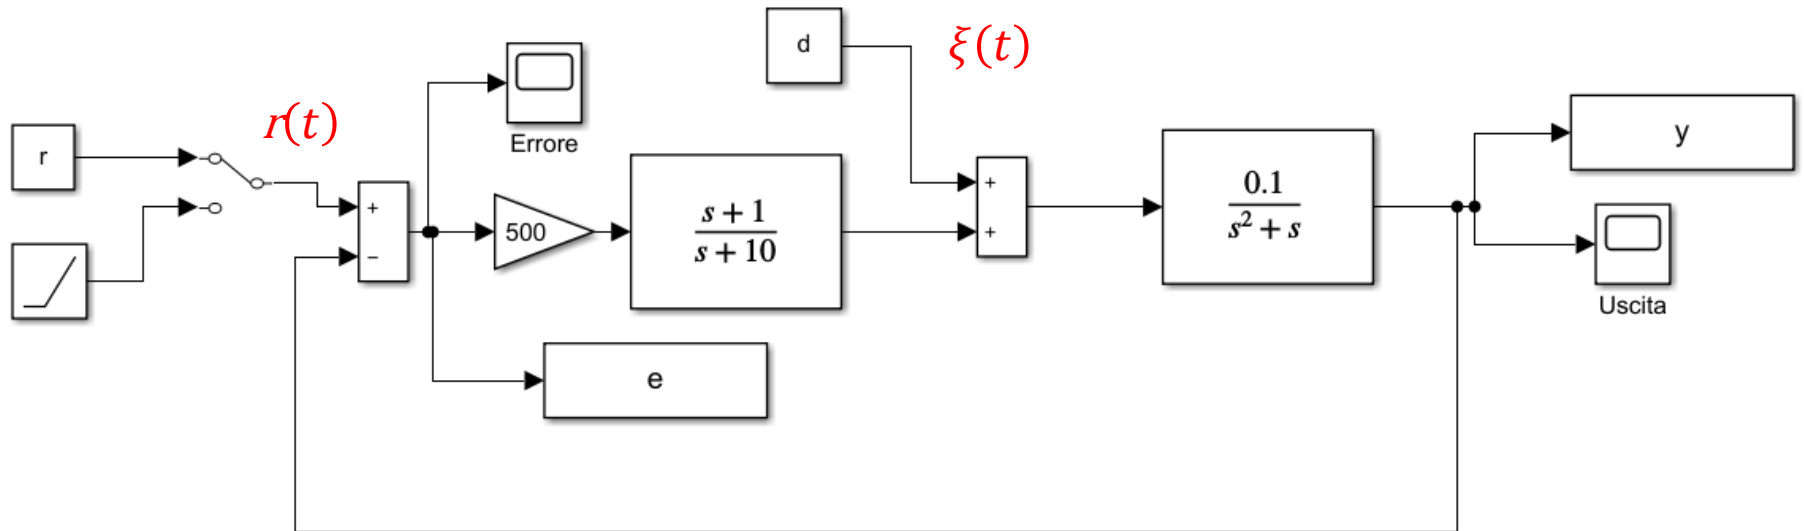 d
ξ(t)
r(t)
r
Errore
+
−
500
s + 1
s + 10
+
+
0.1
s² + s
y
Uscita
e